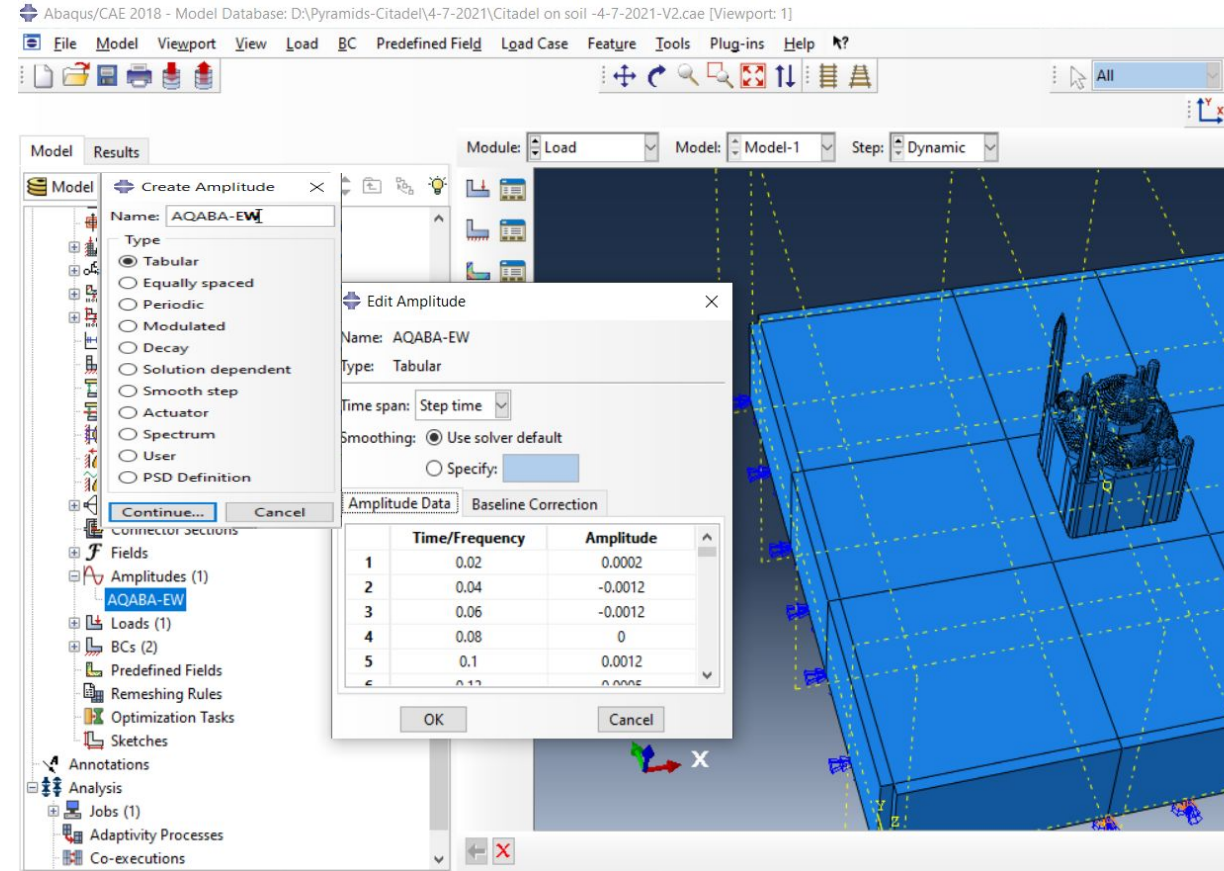 Abaqus/CAE 2018 - Model Database: D:\Pyramids-Citadel\4-7-2021\Citadel on soil -4-7-2021-V2.cae [Viewport: 1]
File Model Viewport View Load BC Predefined Field Load Case Feature Tools Plug-ins Help
All
Y
X
Model Results
Module: Load Model: Model-1 Step: Dynamic
Model
Create Amplitude
Name: AQABA-EW
Type
Tabular
Equally spaced
Periodic
Modulated
Decay
Solution dependent
Smooth step
Actuator
Spectrum
User
PSD Definition
Continue... Cancel
Connector Sections
Fields
Amplitudes (1)
AQABA-EW
Loads (1)
BCs (2)
Predefined Fields
Remeshing Rules
Optimization Tasks
Sketches
Annotations
Analysis
Jobs (1)
Adaptivity Processes
Co-executions
Edit Amplitude
Name: AQABA-EW
Type: Tabular
Time span: Step time
Smoothing: Use solver default
Specify:
Amplitude Data Baseline Correction
Time/Frequency Amplitude
1 0.02 0.0002
2 0.04 -0.0012
3 0.06 -0.0012
4 0.08 0
5 0.1 0.0012
OK Cancel
X
Y
Z